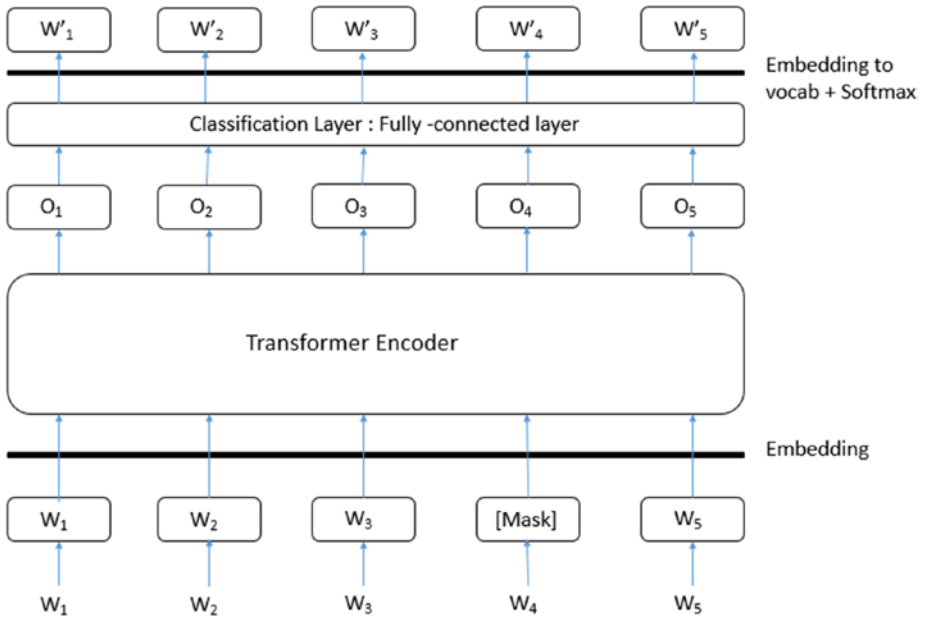 W'₁ W'₂ W'₃ W'₄ W'₅
Embedding to
vocab + Softmax
Classification Layer : Fully -connected layer
O₁ O₂ O₃ O₄ O₅
Transformer Encoder
Embedding
W₁ W₂ W₃ [Mask] W₅
W₁ W₂ W₃ W₄ W₅